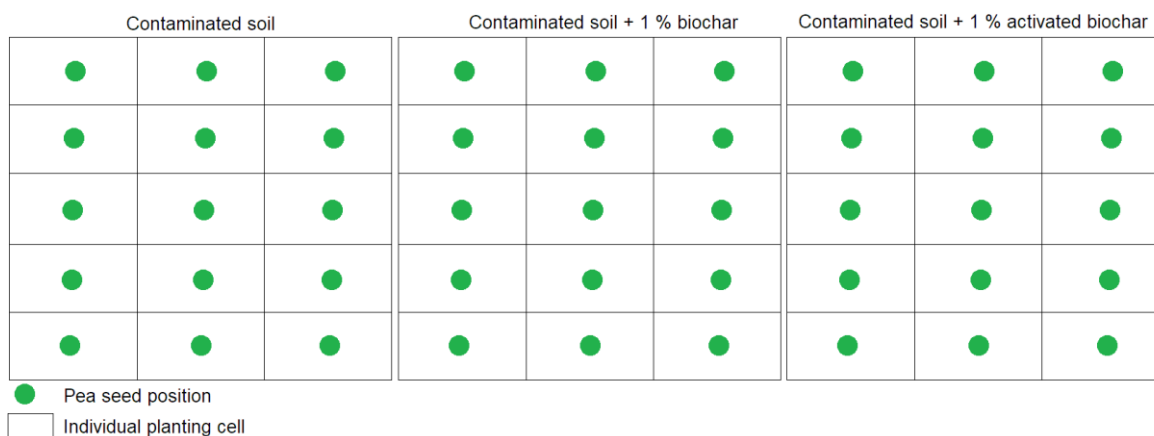 Contaminated soil
Contaminated soil + 1 % biochar
Contaminated soil + 1 % activated biochar
Pea seed position
Individual planting cell